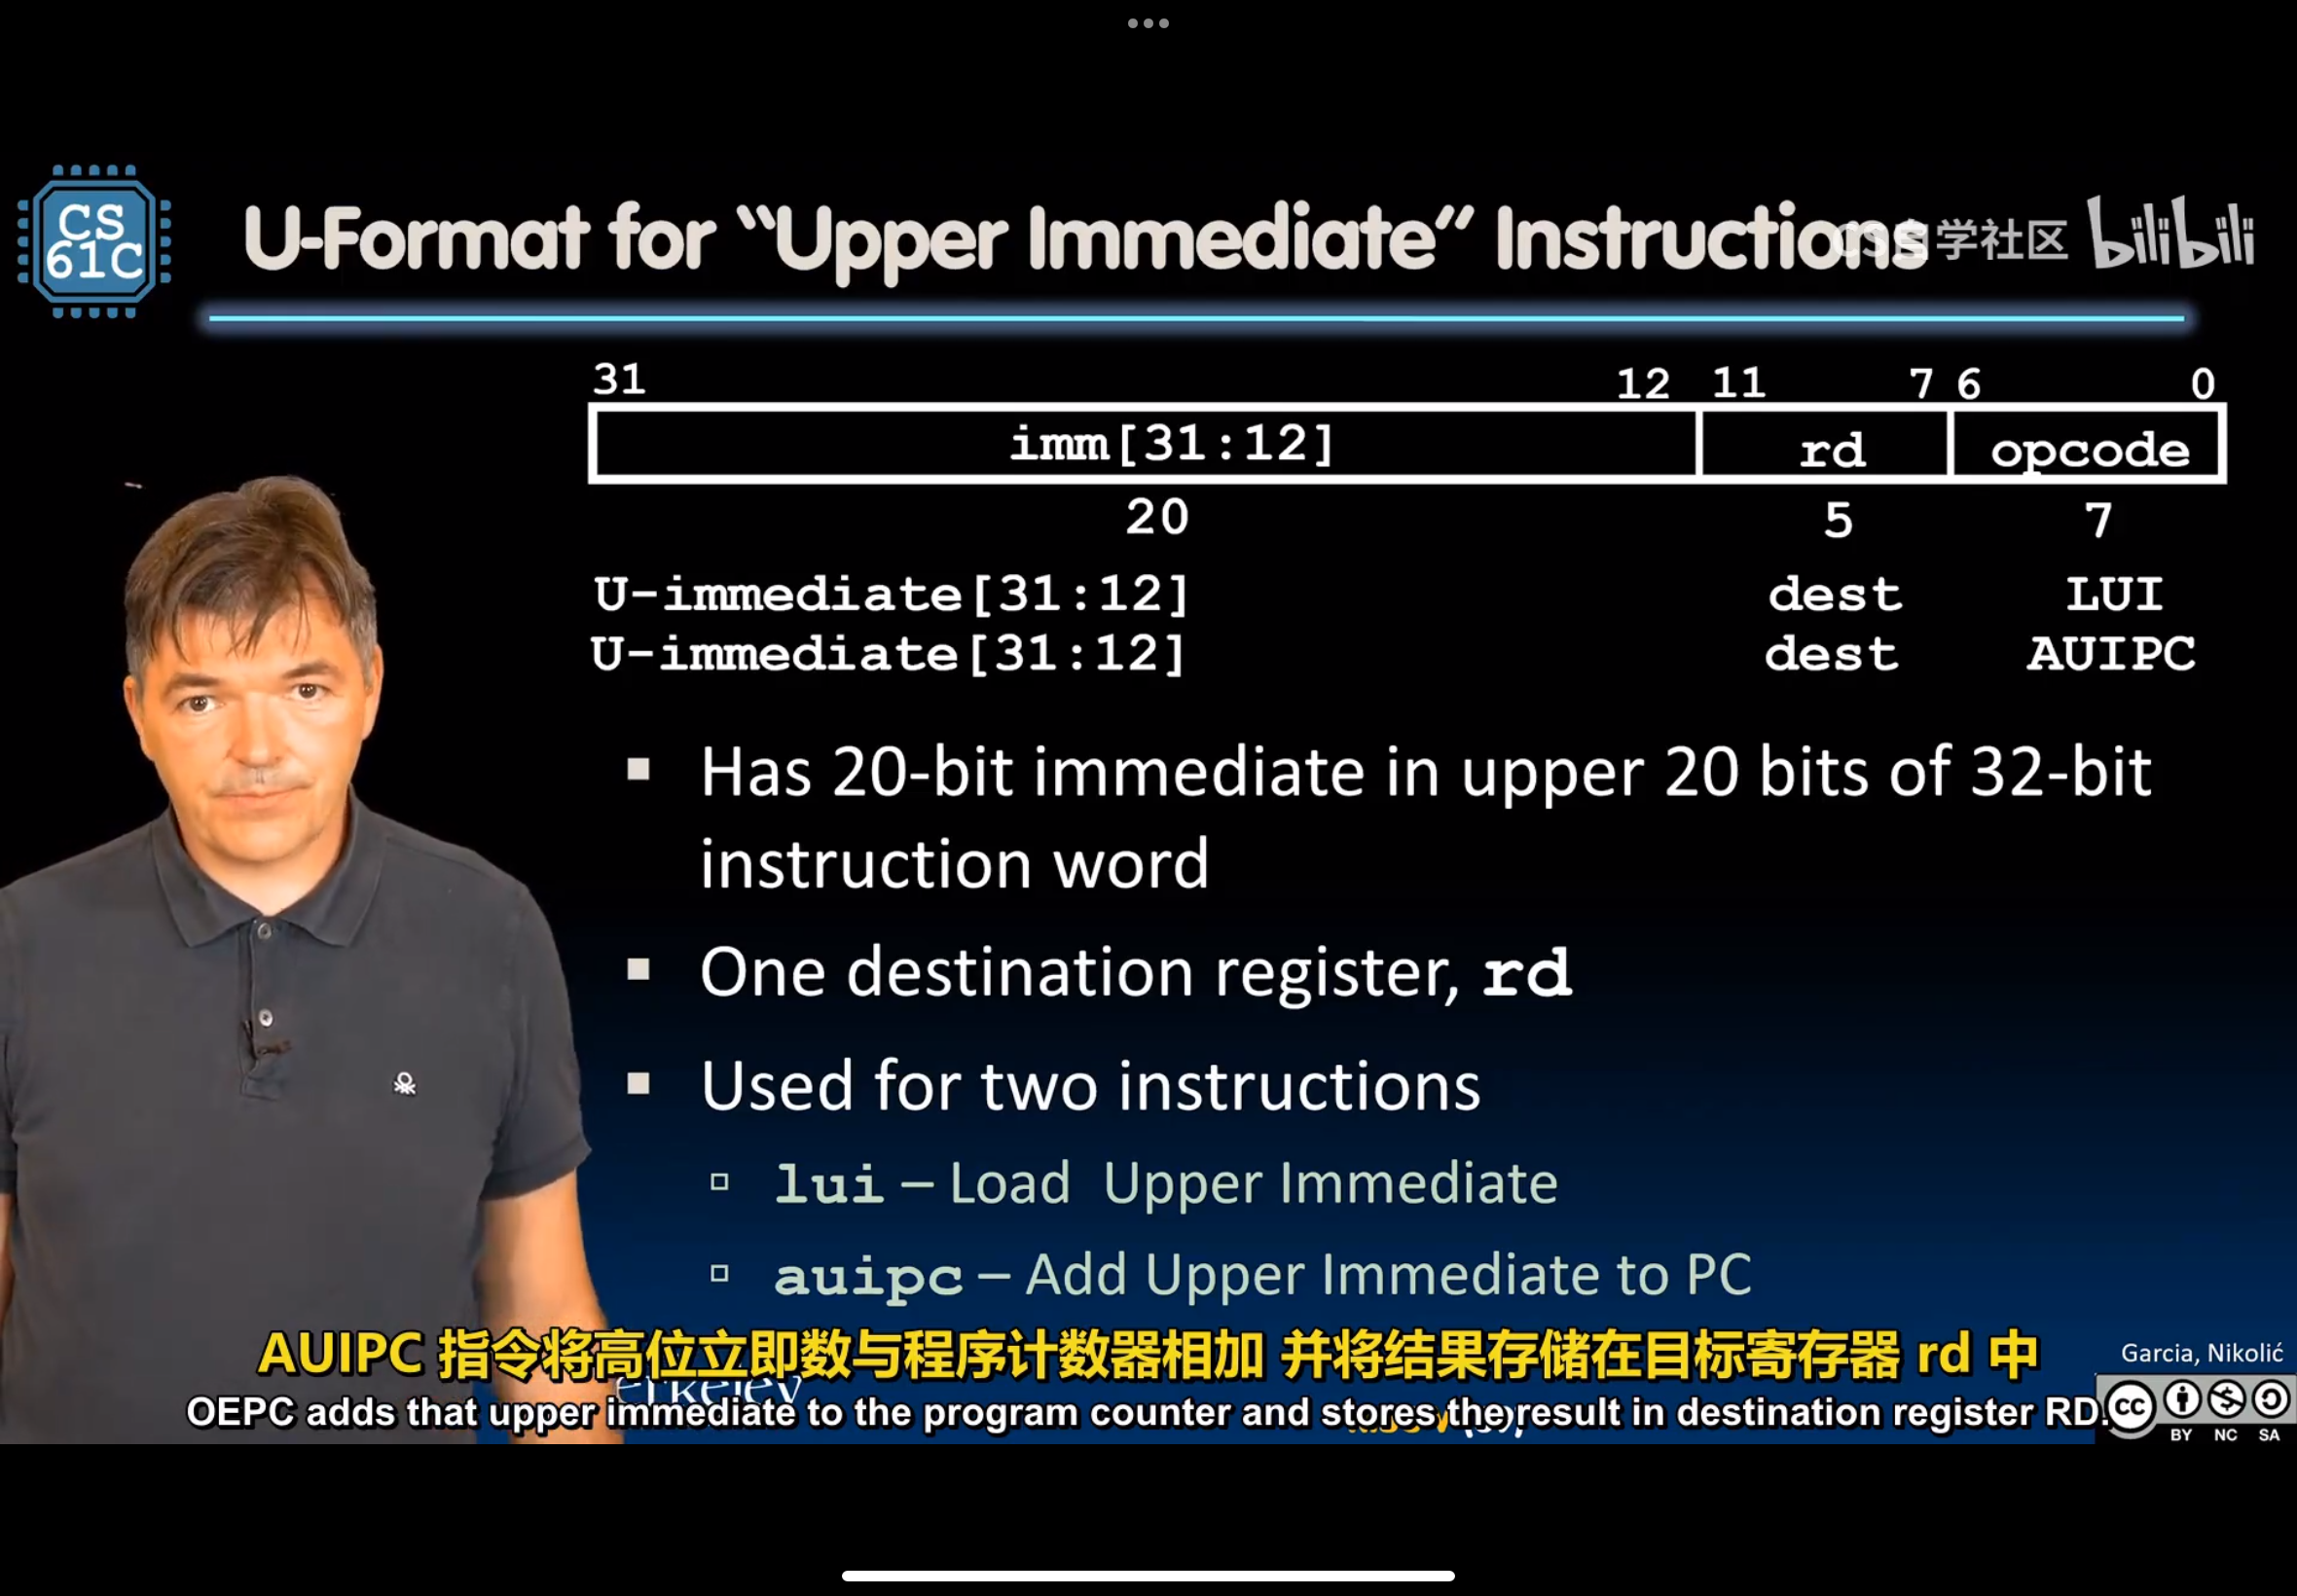 CS
61C
U-Format for “Upper Immediate” Instructions
CS自学社区 bilibili
31 12 11 7 6 0
imm[31:12] rd opcode
20 5 7
U-immediate[31:12] dest LUI
U-immediate[31:12] dest AUIPC
Has 20-bit immediate in upper 20 bits of 32-bit
instruction word
One destination register, rd
Used for two instructions
lui – Load Upper Immediate
auipc – Add Upper Immediate to PC
AUIPC 指令将高位立即数与程序计数器相加 并将结果存储在目标寄存器 rd 中
Garcia, Nikolić
OEPC adds that upper immediate to the program counter and stores the result in destination register RD.
cc
BY NC SA